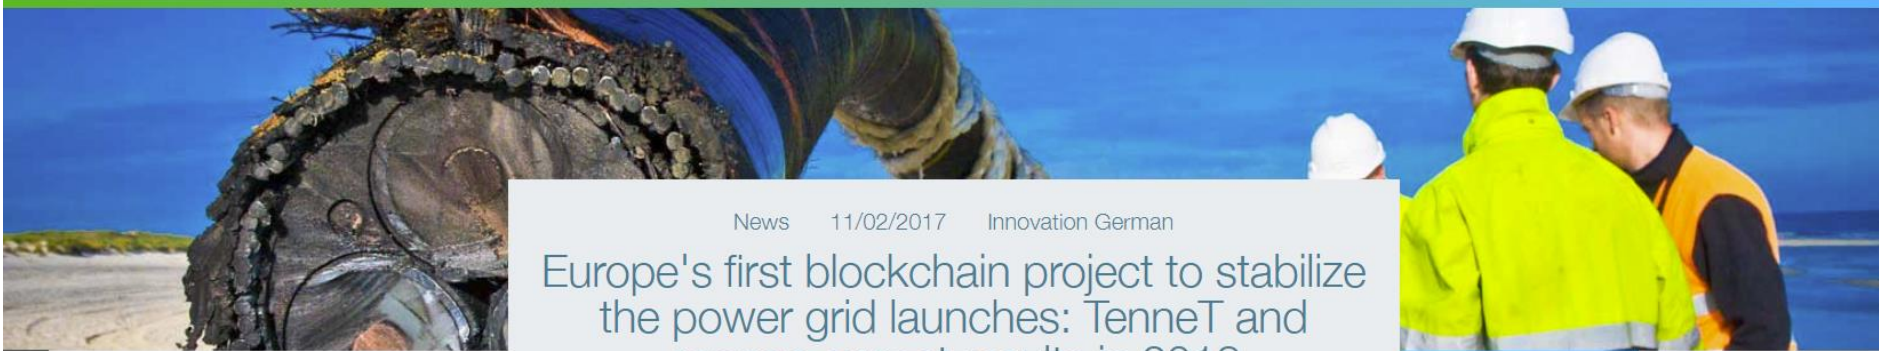 News 11/02/2017 Innovation German
Europe's first blockchain project to stabilize
the power grid launches: TenneT and